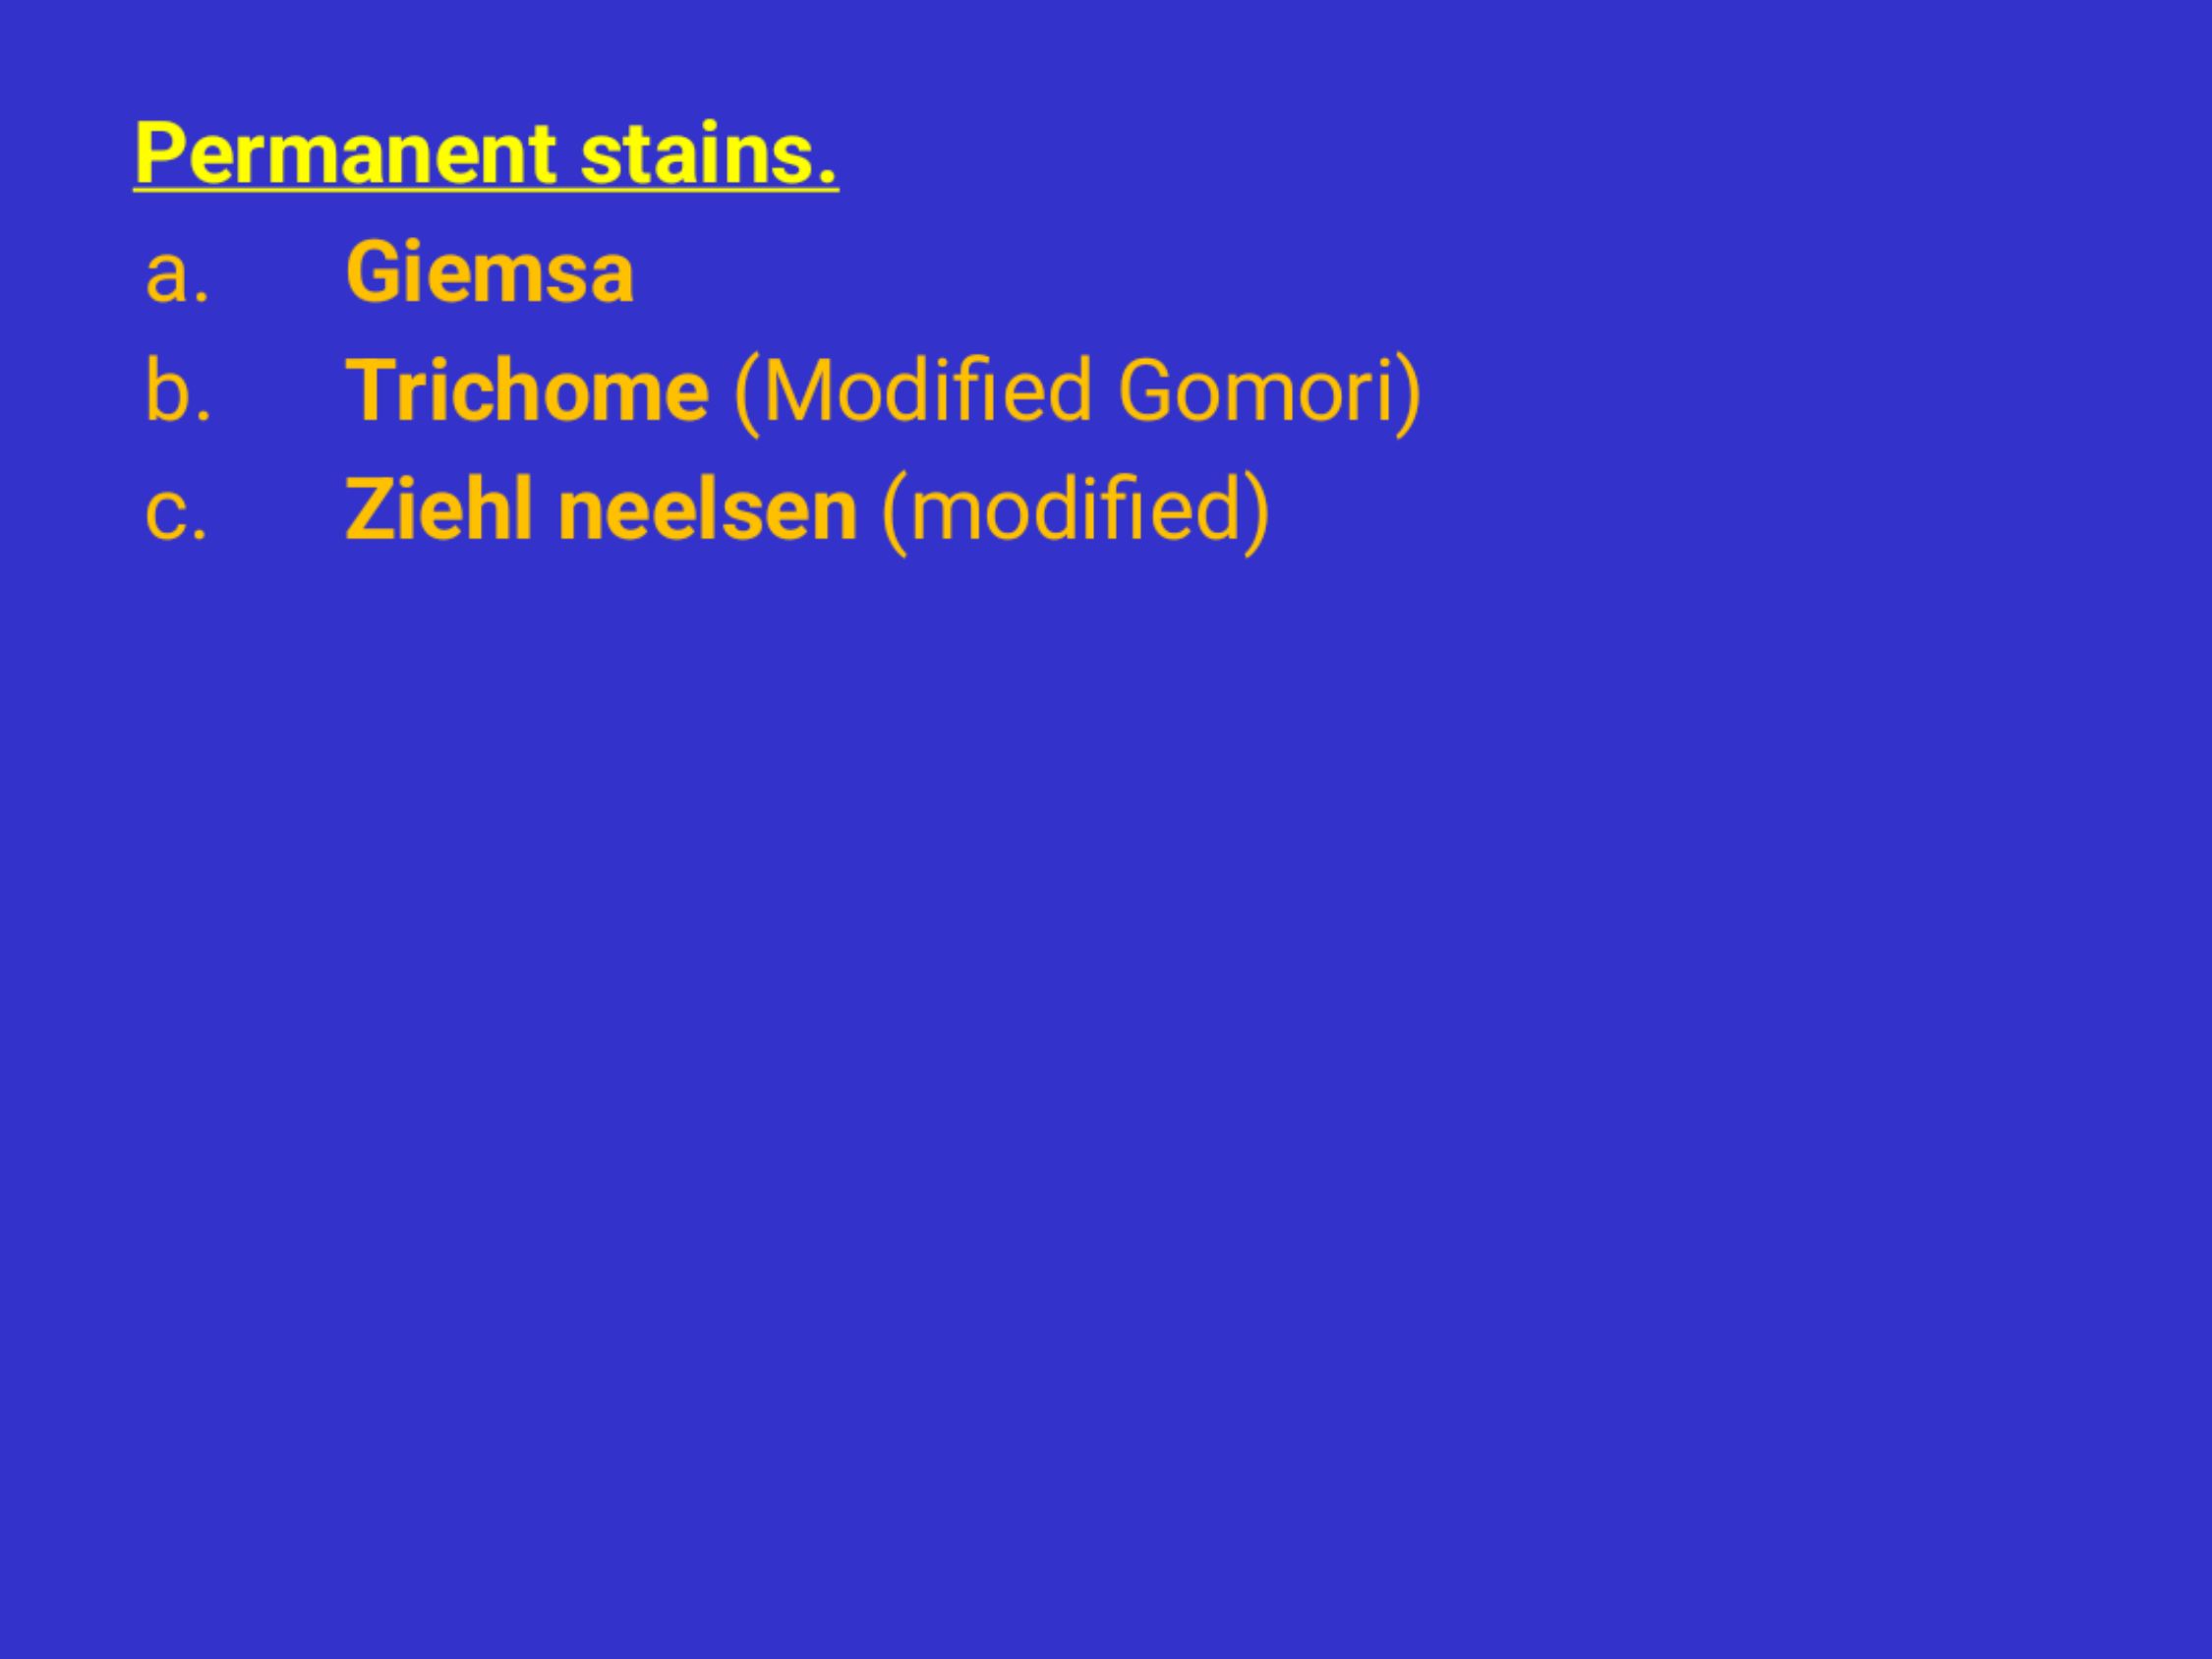 Permanent stains.
a. Giemsa
b. Trichome (Modified Gomori)
c. Ziehl neelsen (modified)